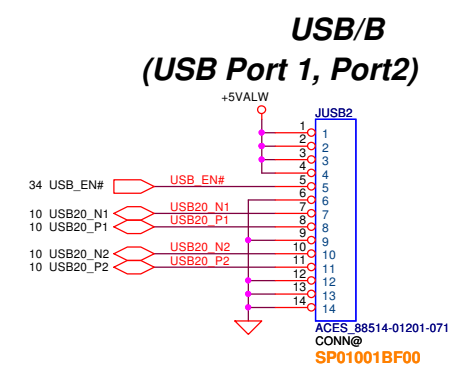 USB/B
(USB Port 1, Port2)
+5VALW
JUSB2
1 1
2 2
3 3
4 4
34 USB_EN# USB_EN# 5 5
6 6
10 USB20_N1 USB20_N1 7 7
10 USB20_P1 USB20_P1 8 8
9 9
10 USB20_N2 USB20_N2 10 10
10 USB20_P2 USB20_P2 11 11
12 12
13 13
14 14
ACES_88514-01201-071
CONN@
SP01001BF00